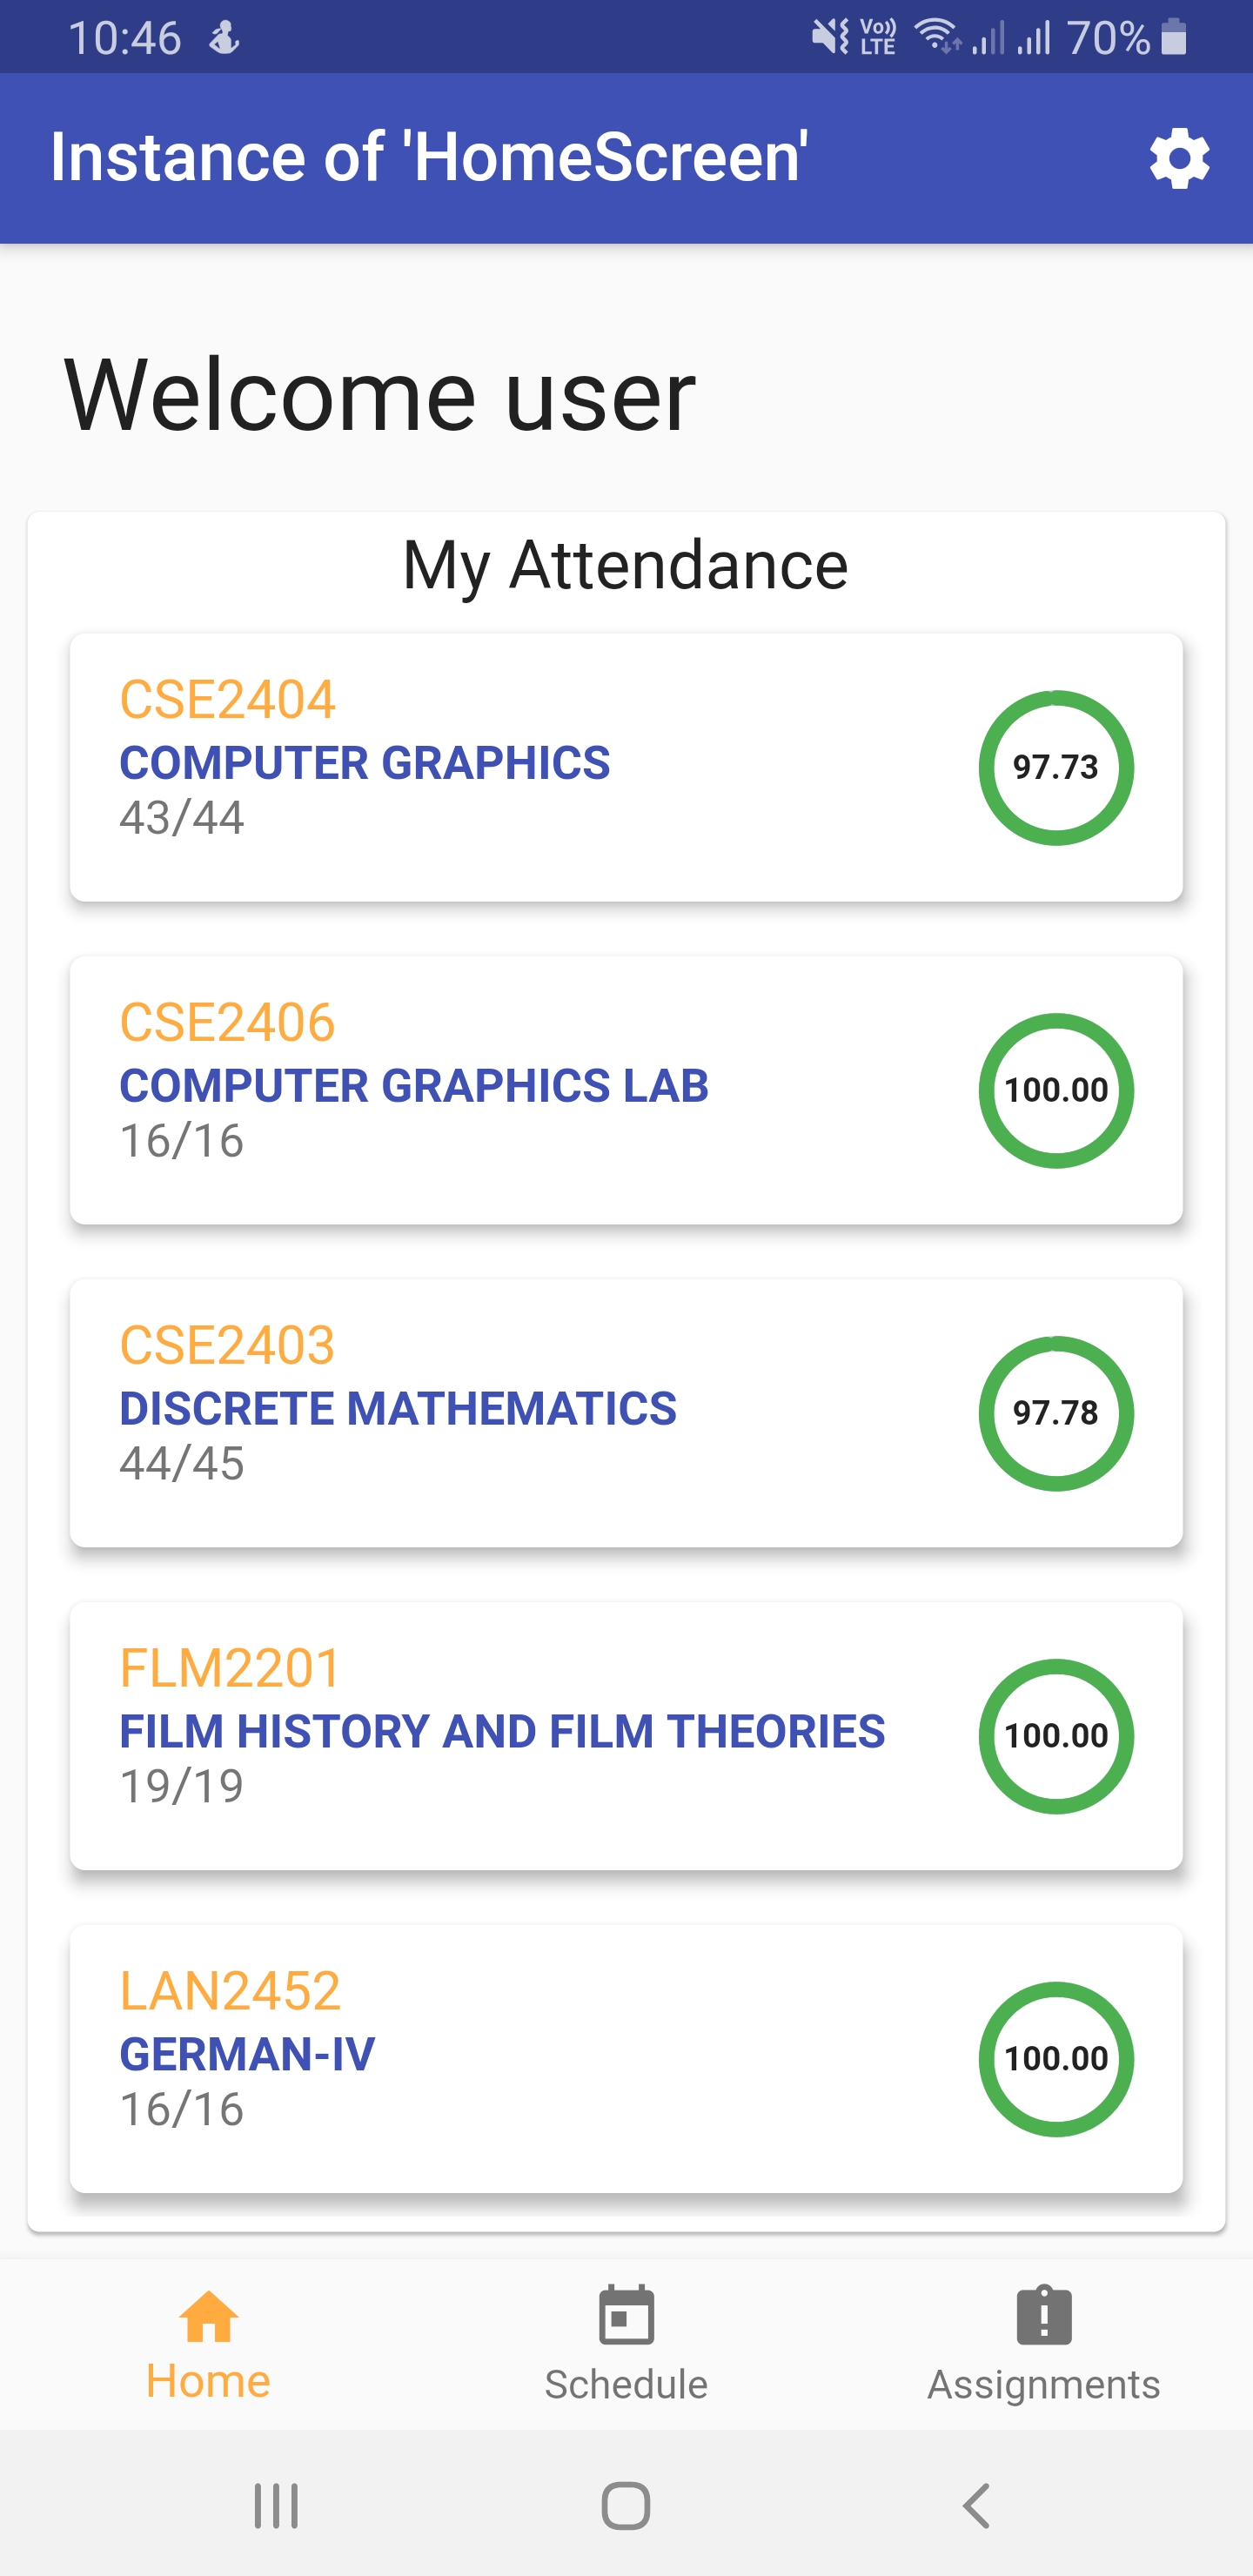 10:46 Vo)) LTE 70%
Instance of 'HomeScreen'
Welcome user
My Attendance
CSE2404
COMPUTER GRAPHICS
43/44
97.73
CSE2406
COMPUTER GRAPHICS LAB
16/16
100.00
CSE2403
DISCRETE MATHEMATICS
44/45
97.78
FLM2201
FILM HISTORY AND FILM THEORIES
19/19
100.00
LAN2452
GERMAN-IV
16/16
100.00
Home Schedule Assignments